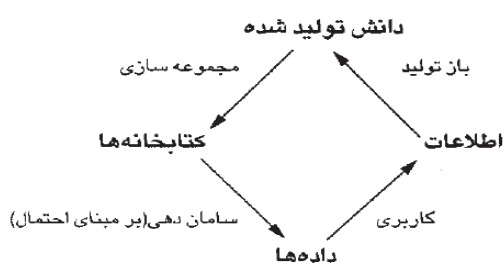 دانش تولید شده
باز تولید
مجموعه سازی
اطلاعات
کتابخانه‌ها
کاربری
سامان دهی(بر مبنای احتمال)
داده‌ها